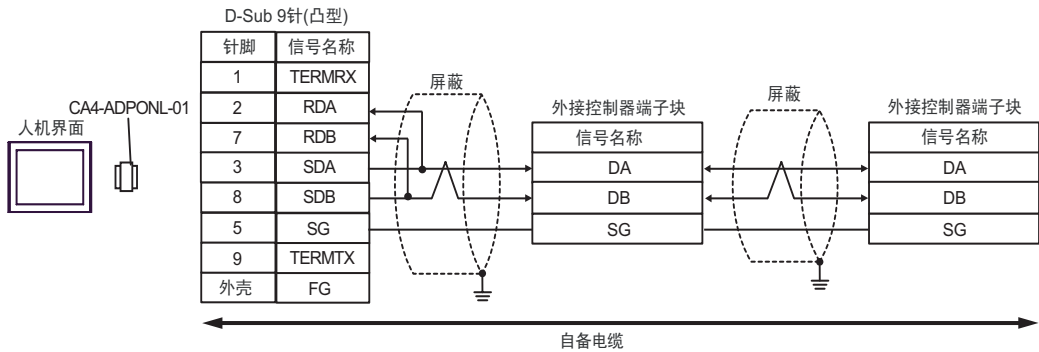 D-Sub 9针(凸型)
针脚 信号名称
1 TERMRX
2 RDA
7 RDB
3 SDA
8 SDB
5 SG
9 TERMTX
外壳 FG
人机界面
CA4-ADPONL-01
屏蔽
外接控制器端子块
信号名称
DA
DB
SG
屏蔽
外接控制器端子块
信号名称
DA
DB
SG
自备电缆